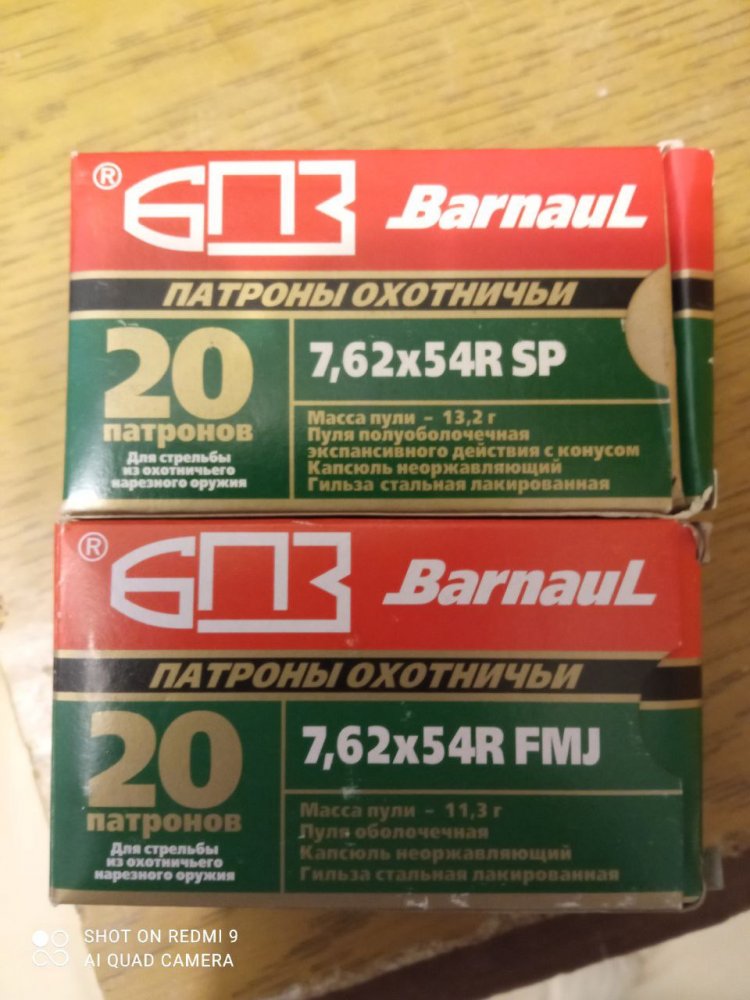 ® БПЗ Barnaul
ПАТРОНЫ ОХОТНИЧЬИ
20
патронов
Для стрельбы
из охотничьего
нарезного оружия
7,62x54R SP
Масса пули – 13,2 г
Пуля полуоболочечная
экспансивного действия с конусом
Капсюль неоржавляющий
Гильза стальная лакированная
® БПЗ Barnaul
ПАТРОНЫ ОХОТНИЧЬИ
20
патронов
Для стрельбы
из охотничьего
нарезного оружия
7,62x54R FMJ
Масса пули – 11,3 г
Пуля оболочечная
Капсюль неоржавляющий
Гильза стальная лакированная
SHOT ON REDMI 9
AI QUAD CAMERA